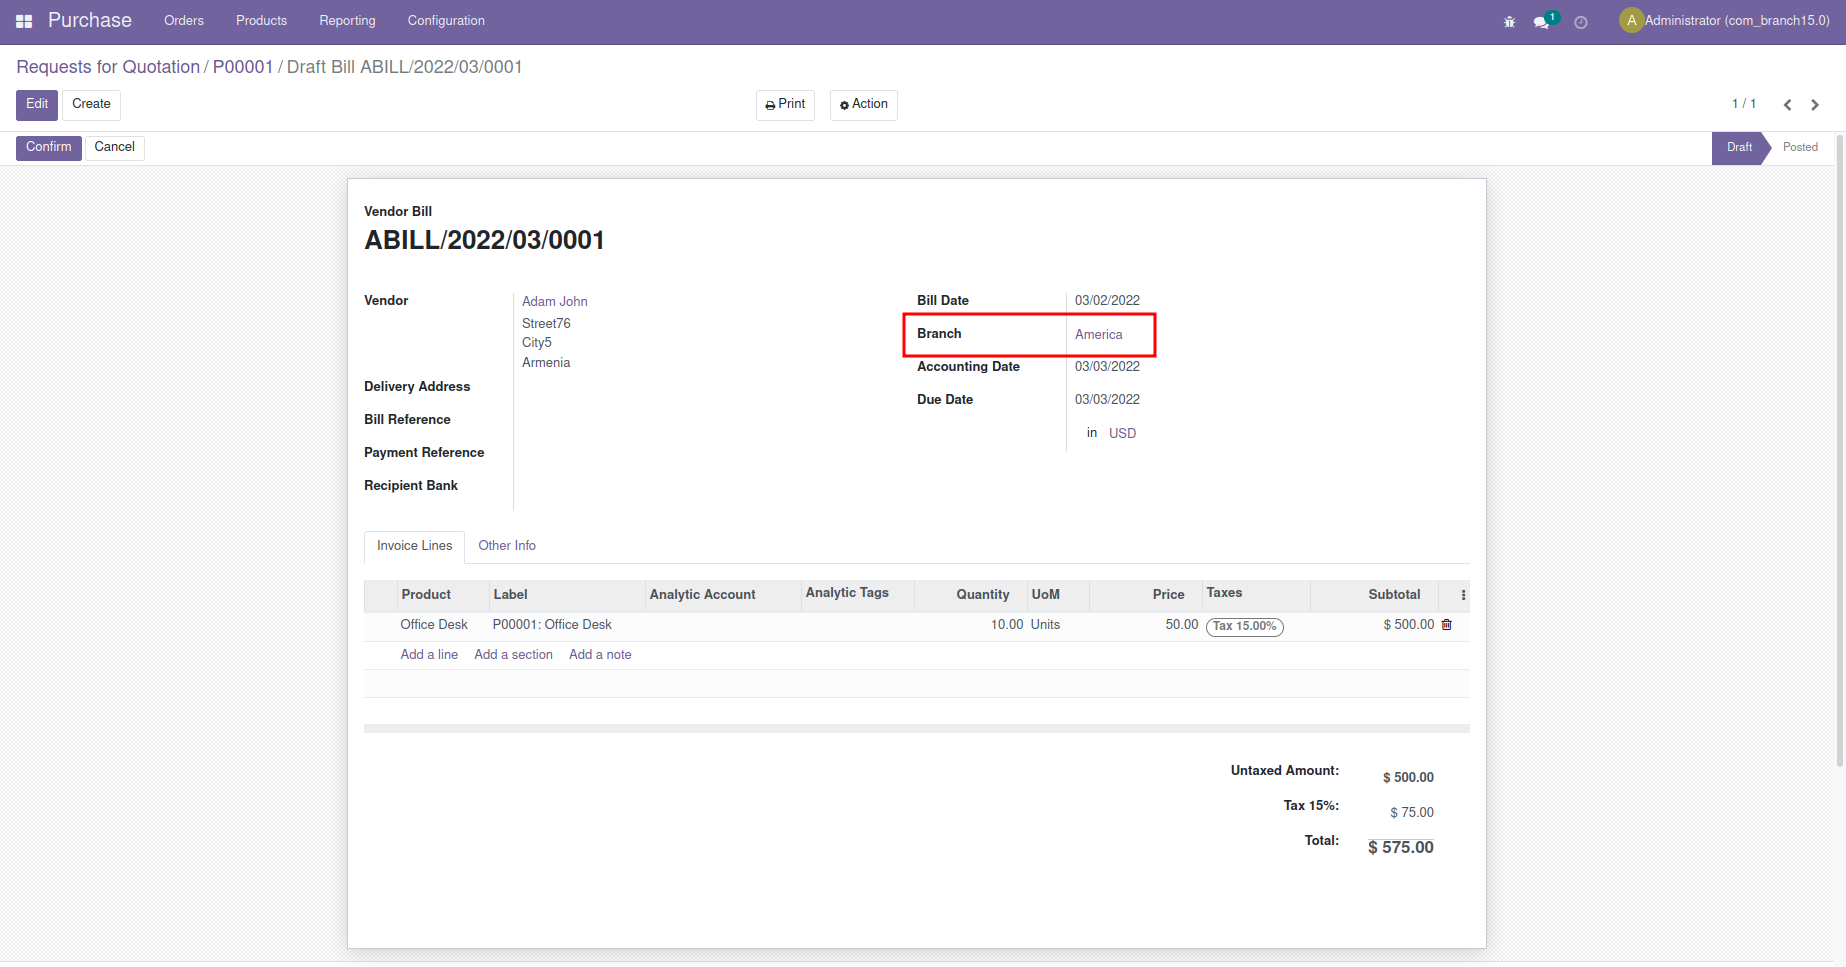 Purchase Orders Products Reporting Configuration 1 A Administrator (com_branch15.0)
Requests for Quotation / P00001 / Draft Bill ABILL/2022/03/0001
Edit Create Print Action 1 / 1
Confirm Cancel Draft Posted
Vendor Bill
ABILL/2022/03/0001
Vendor Adam John
Street76
City5
Armenia
Delivery Address
Bill Reference
Payment Reference
Recipient Bank
Bill Date 03/02/2022
Branch America
Accounting Date 03/03/2022
Due Date 03/03/2022
in USD
Invoice Lines Other Info
Product Label Analytic Account Analytic Tags Quantity UoM Price Taxes Subtotal
Office Desk P00001: Office Desk 10.00 Units 50.00 Tax 15.00% $ 500.00
Add a line Add a section Add a note
Untaxed Amount: $ 500.00
Tax 15%: $ 75.00
Total: $ 575.00